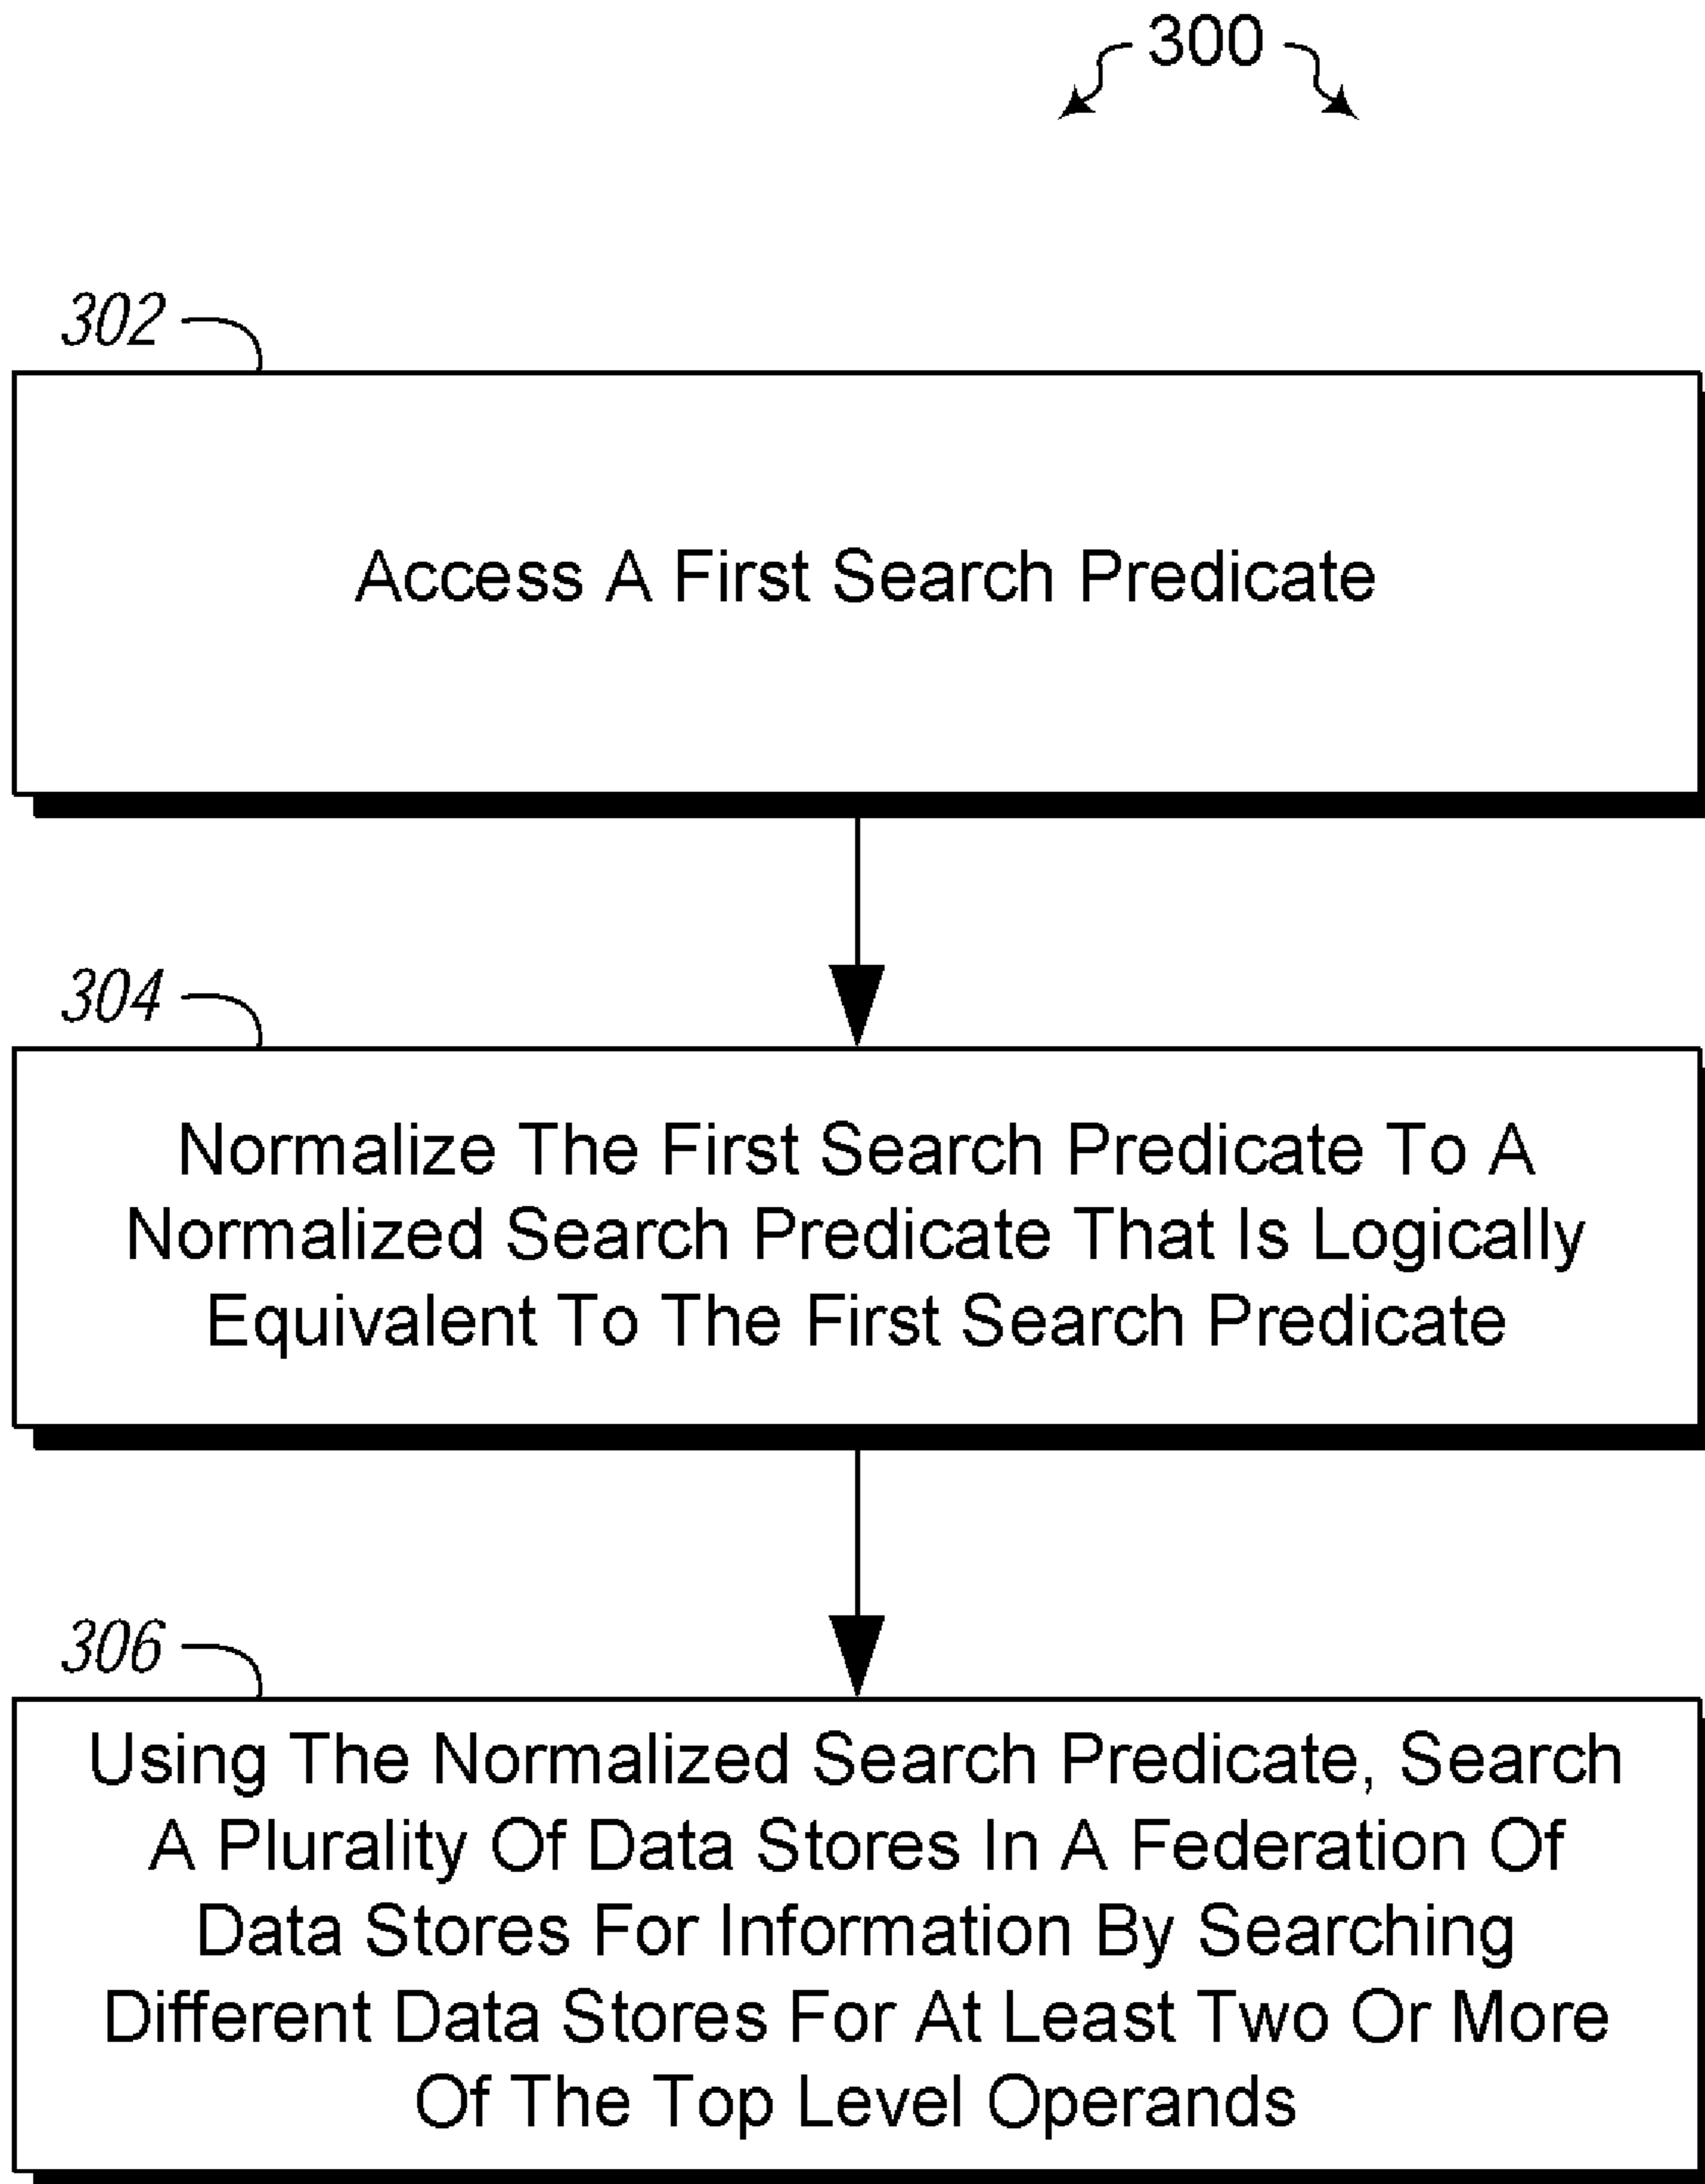 300
302
Access A First Search Predicate
304
Normalize The First Search Predicate To A
Normalized Search Predicate That Is Logically
Equivalent To The First Search Predicate
306
Using The Normalized Search Predicate, Search
A Plurality Of Data Stores In A Federation Of
Data Stores For Information By Searching
Different Data Stores For At Least Two Or More
Of The Top Level Operands